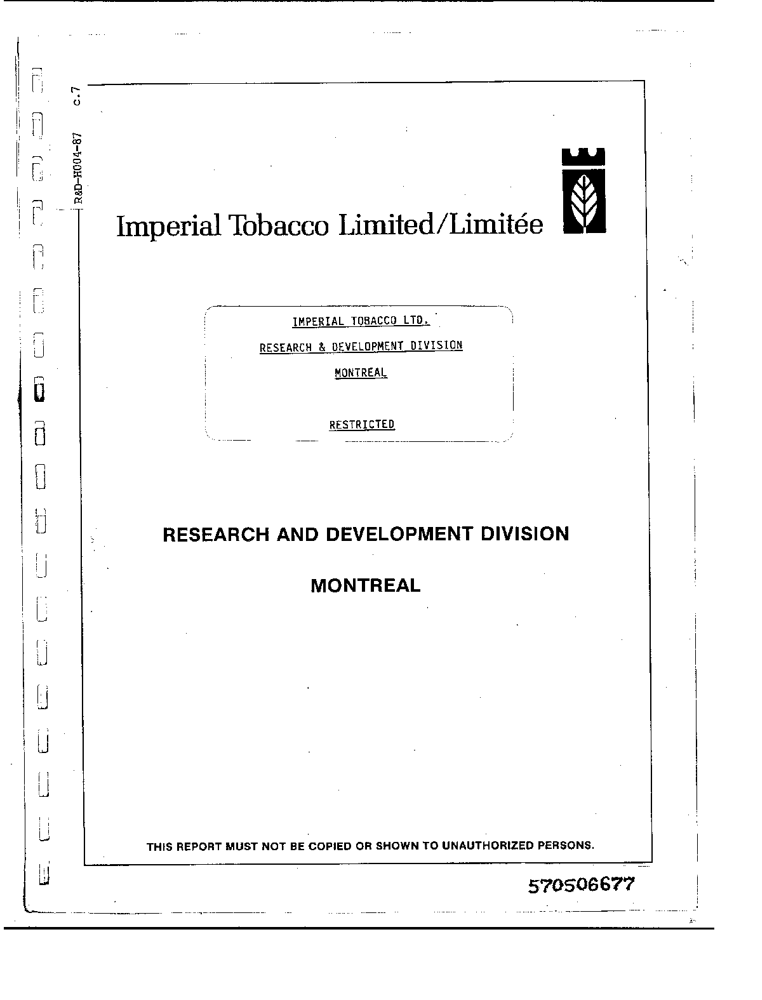 R&D-H004-87 c.7
Imperial Tobacco Limited/Limitée
IMPERIAL TOBACCO LTD.
RESEARCH & DEVELOPMENT DIVISION
MONTREAL
RESTRICTED
RESEARCH AND DEVELOPMENT DIVISION
MONTREAL
THIS REPORT MUST NOT BE COPIED OR SHOWN TO UNAUTHORIZED PERSONS.
570506677